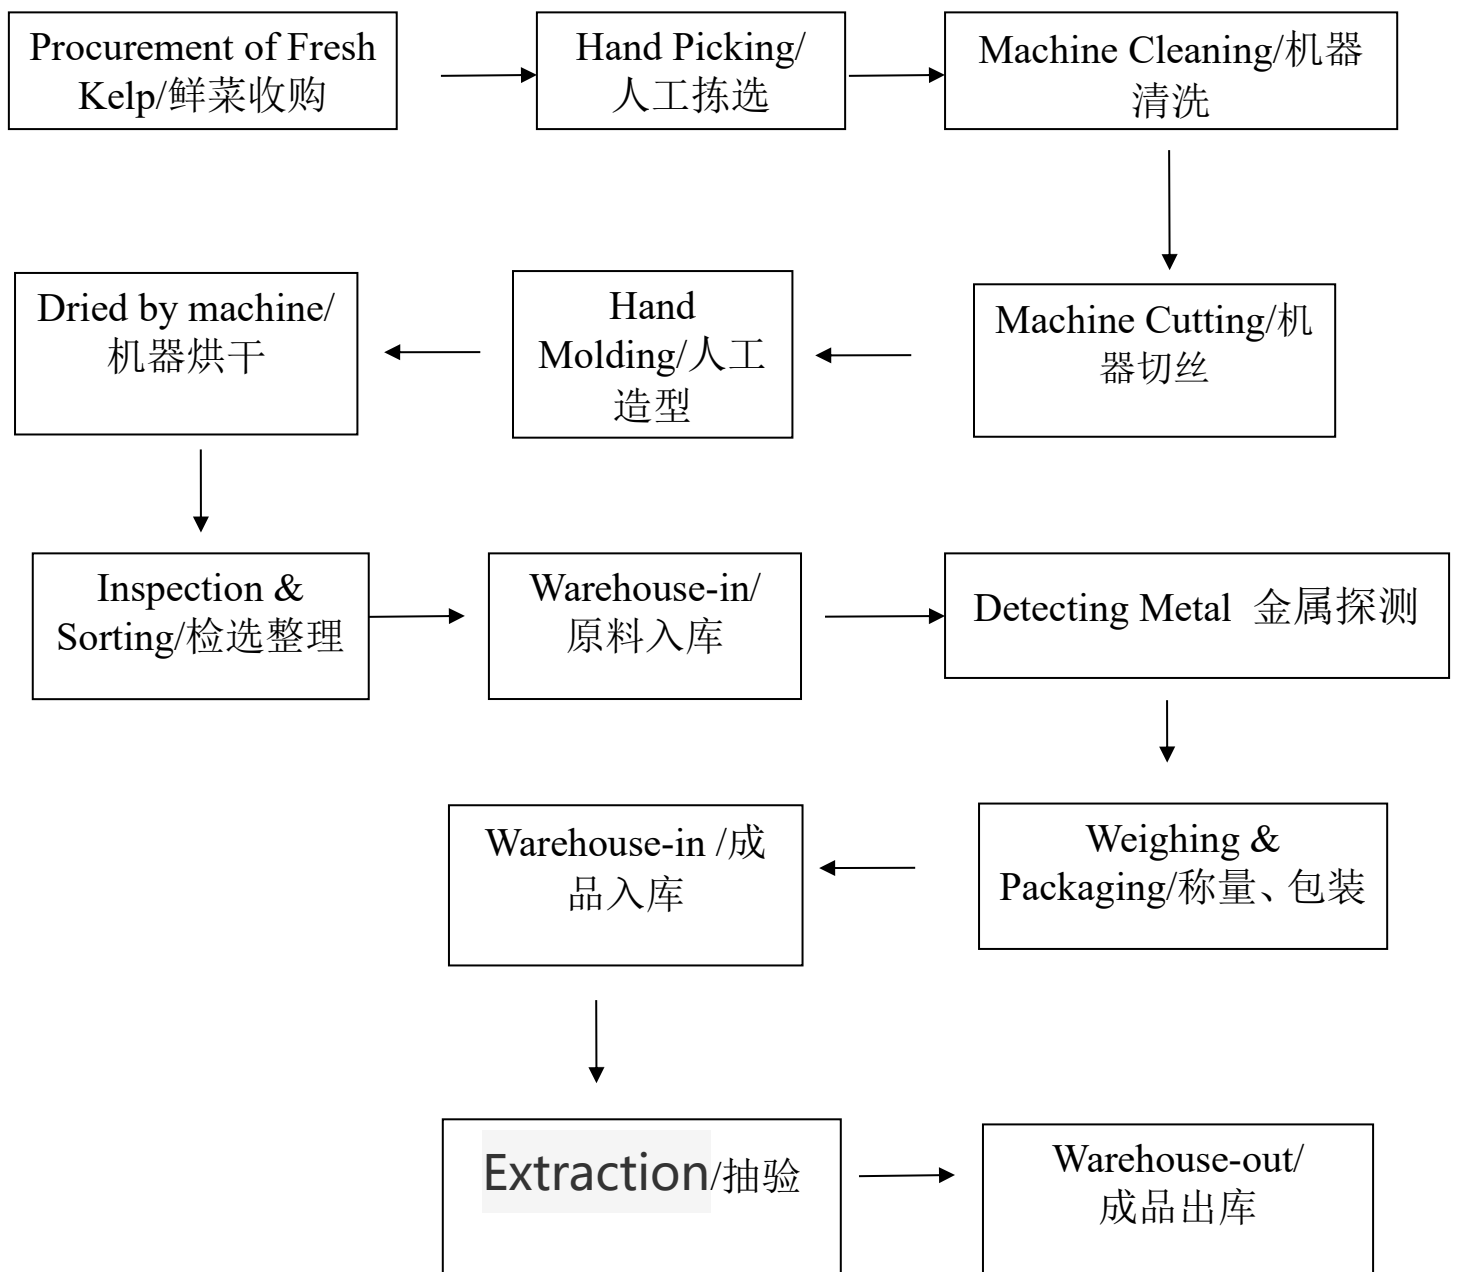 Procurement of Fresh
Kelp/鲜菜收购
Hand Picking/
人工拣选
Machine Cleaning/机器
清洗
Machine Cutting/机
器切丝
Hand
Molding/人工
造型
Dried by machine/
机器烘干
Inspection &
Sorting/检选整理
Warehouse-in/
原料入库
Detecting Metal 金属探测
Weighing &
Packaging/称量、包装
Warehouse-in /成
品入库
Extraction/抽验
Warehouse-out/
成品出库